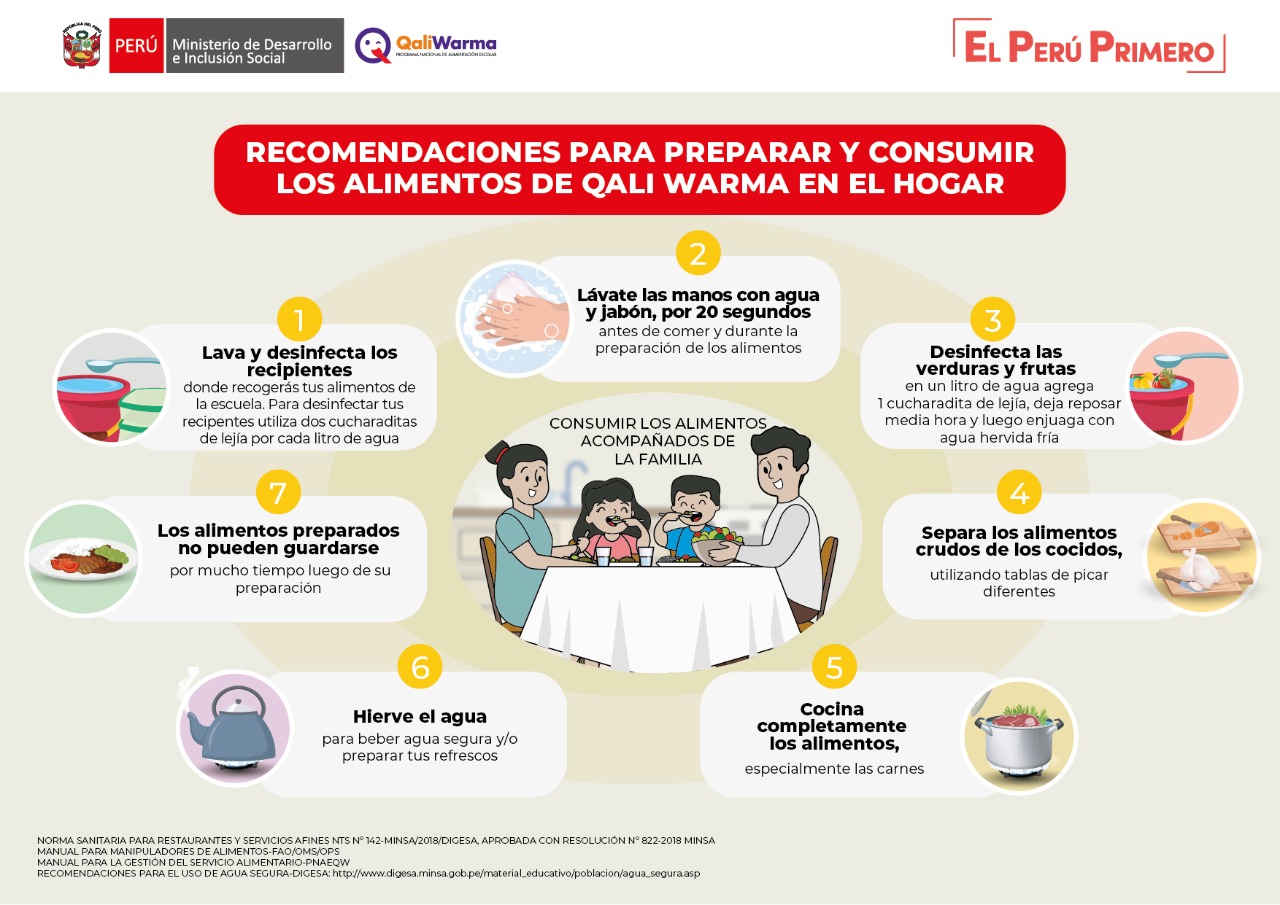 REPÚBLICA DEL PERÚ
PERÚ
Ministerio de Desarrollo
e Inclusión Social
QaliWarma
PROGRAMA NACIONAL DE ALIMENTACIÓN ESCOLAR
EL PERÚ PRIMERO
RECOMENDACIONES PARA PREPARAR Y CONSUMIR
LOS ALIMENTOS DE QALI WARMA EN EL HOGAR
1
Lava y desinfecta los
recipientes
donde recogerás tus alimentos de
la escuela. Para desinfectar tus
recipientes utiliza dos cucharaditas
de lejía por cada litro de agua
2
Lávate las manos con agua
y jabón, por 20 segundos
antes de comer y durante la
preparación de los alimentos
3
Desinfecta las
verduras y frutas
en un litro de agua agrega
1 cucharadita de lejía, deja reposar
media hora y luego enjuaga con
agua hervida fría
CONSUMIR LOS ALIMENTOS
ACOMPAÑADOS DE
LA FAMILIA
4
Separa los alimentos
crudos de los cocidos,
utilizando tablas de picar
diferentes
5
Cocina
completamente
los alimentos,
especialmente las carnes
6
Hierve el agua
para beber agua segura y/o
preparar tus refrescos
7
Los alimentos preparados
no pueden guardarse
por mucho tiempo luego de su
preparación
NORMA SANITARIA PARA RESTAURANTES Y SERVICIOS AFINES NTS Nº 142-MINSA/2018/DIGESA, APROBADA CON RESOLUCIÓN Nº 822-2018 MINSA
MANUAL PARA MANIPULADORES DE ALIMENTOS-FAO/OMS/OPS
MANUAL PARA LA GESTIÓN DEL SERVICIO ALIMENTARIO-PNAEQW
RECOMENDACIONES PARA EL USO DE AGUA SEGURA-DIGESA: http://www.digesa.minsa.gob.pe/material_educativo/poblacion/agua_segura.asp